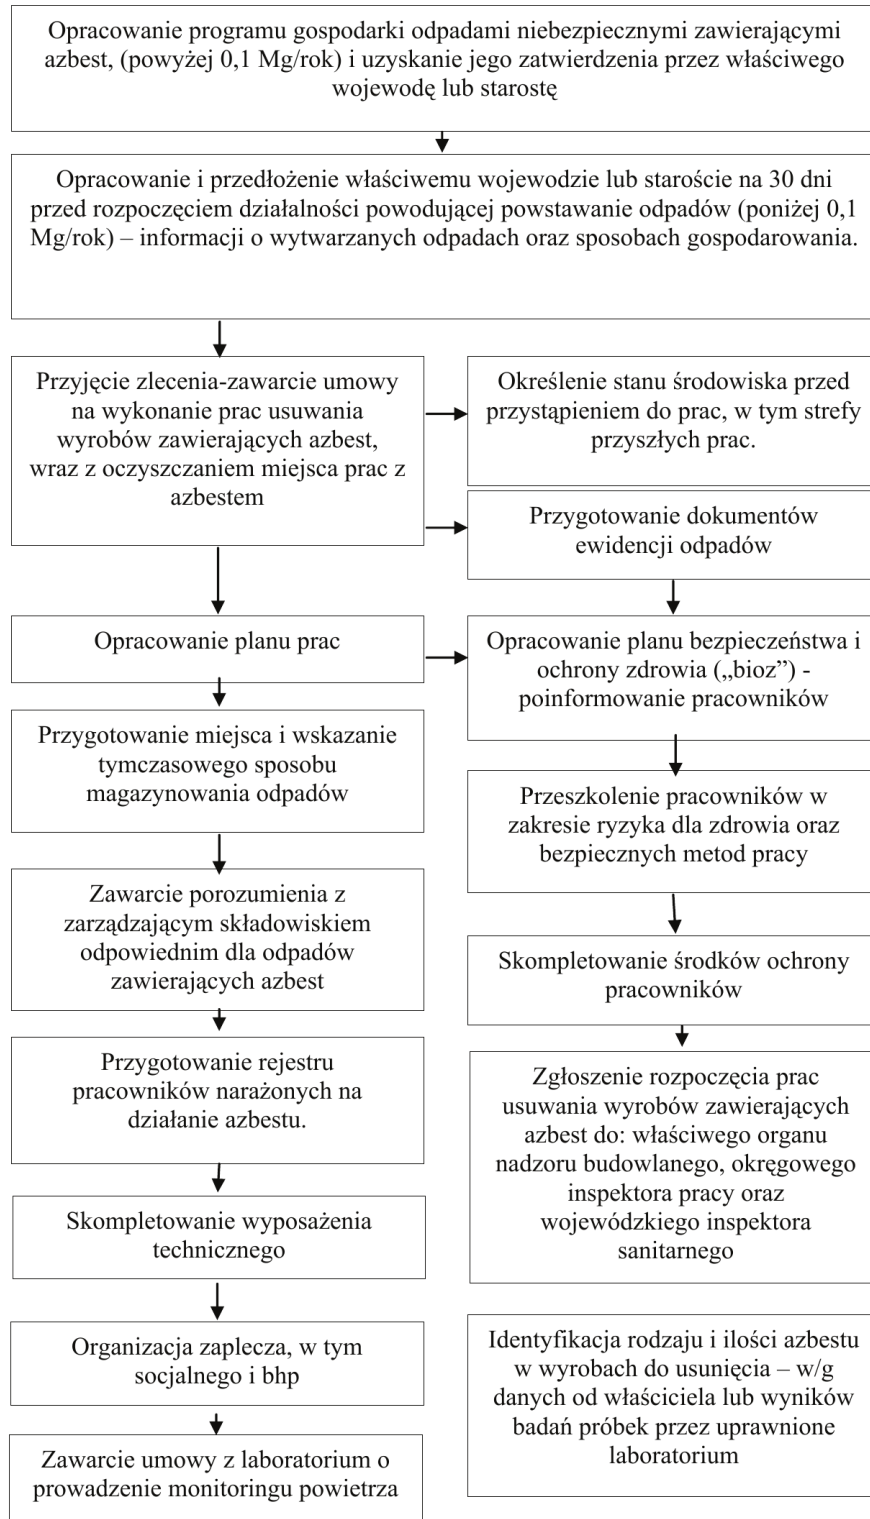 Opracowanie programu gospodarki odpadami niebezpiecznymi zawierającymi
azbest, (powyżej 0,1 Mg/rok) i uzyskanie jego zatwierdzenia przez właściwego
wojewodę lub starostę
Opracowanie i przedłożenie właściwemu wojewodzie lub staroście na 30 dni
przed rozpoczęciem działalności powodującej powstawanie odpadów (poniżej 0,1
Mg/rok) – informacji o wytwarzanych odpadach oraz sposobach gospodarowania.
Przyjęcie zlecenia-zawarcie umowy
na wykonanie prac usuwania
wyrobów zawierających azbest,
wraz z oczyszczaniem miejsca prac z
azbestem
Określenie stanu środowiska przed
przystąpieniem do prac, w tym strefy
przyszłych prac.
Przygotowanie dokumentów
ewidencji odpadów
Opracowanie planu prac
Opracowanie planu bezpieczeństwa i
ochrony zdrowia („bioz”) -
poinformowanie pracowników
Przygotowanie miejsca i wskazanie
tymczasowego sposobu
magazynowania odpadów
Przeszkolenie pracowników w
zakresie ryzyka dla zdrowia oraz
bezpiecznych metod pracy
Zawarcie porozumienia z
zarządzającym składowiskiem
odpowiednim dla odpadów
zawierających azbest
Skompletowanie środków ochrony
pracowników
Przygotowanie rejestru
pracowników narażonych na
działanie azbestu.
Zgłoszenie rozpoczęcia prac
usuwania wyrobów zawierających
azbest do: właściwego organu
nadzoru budowlanego, okręgowego
inspektora pracy oraz
wojewódzkiego inspektora
sanitarnego
Skompletowanie wyposażenia
technicznego
Organizacja zaplecza, w tym
socjalnego i bhp
Identyfikacja rodzaju i ilości azbestu
w wyrobach do usunięcia – w/g
danych od właściciela lub wyników
badań próbek przez uprawnione
laboratorium
Zawarcie umowy z laboratorium o
prowadzenie monitoringu powietrza